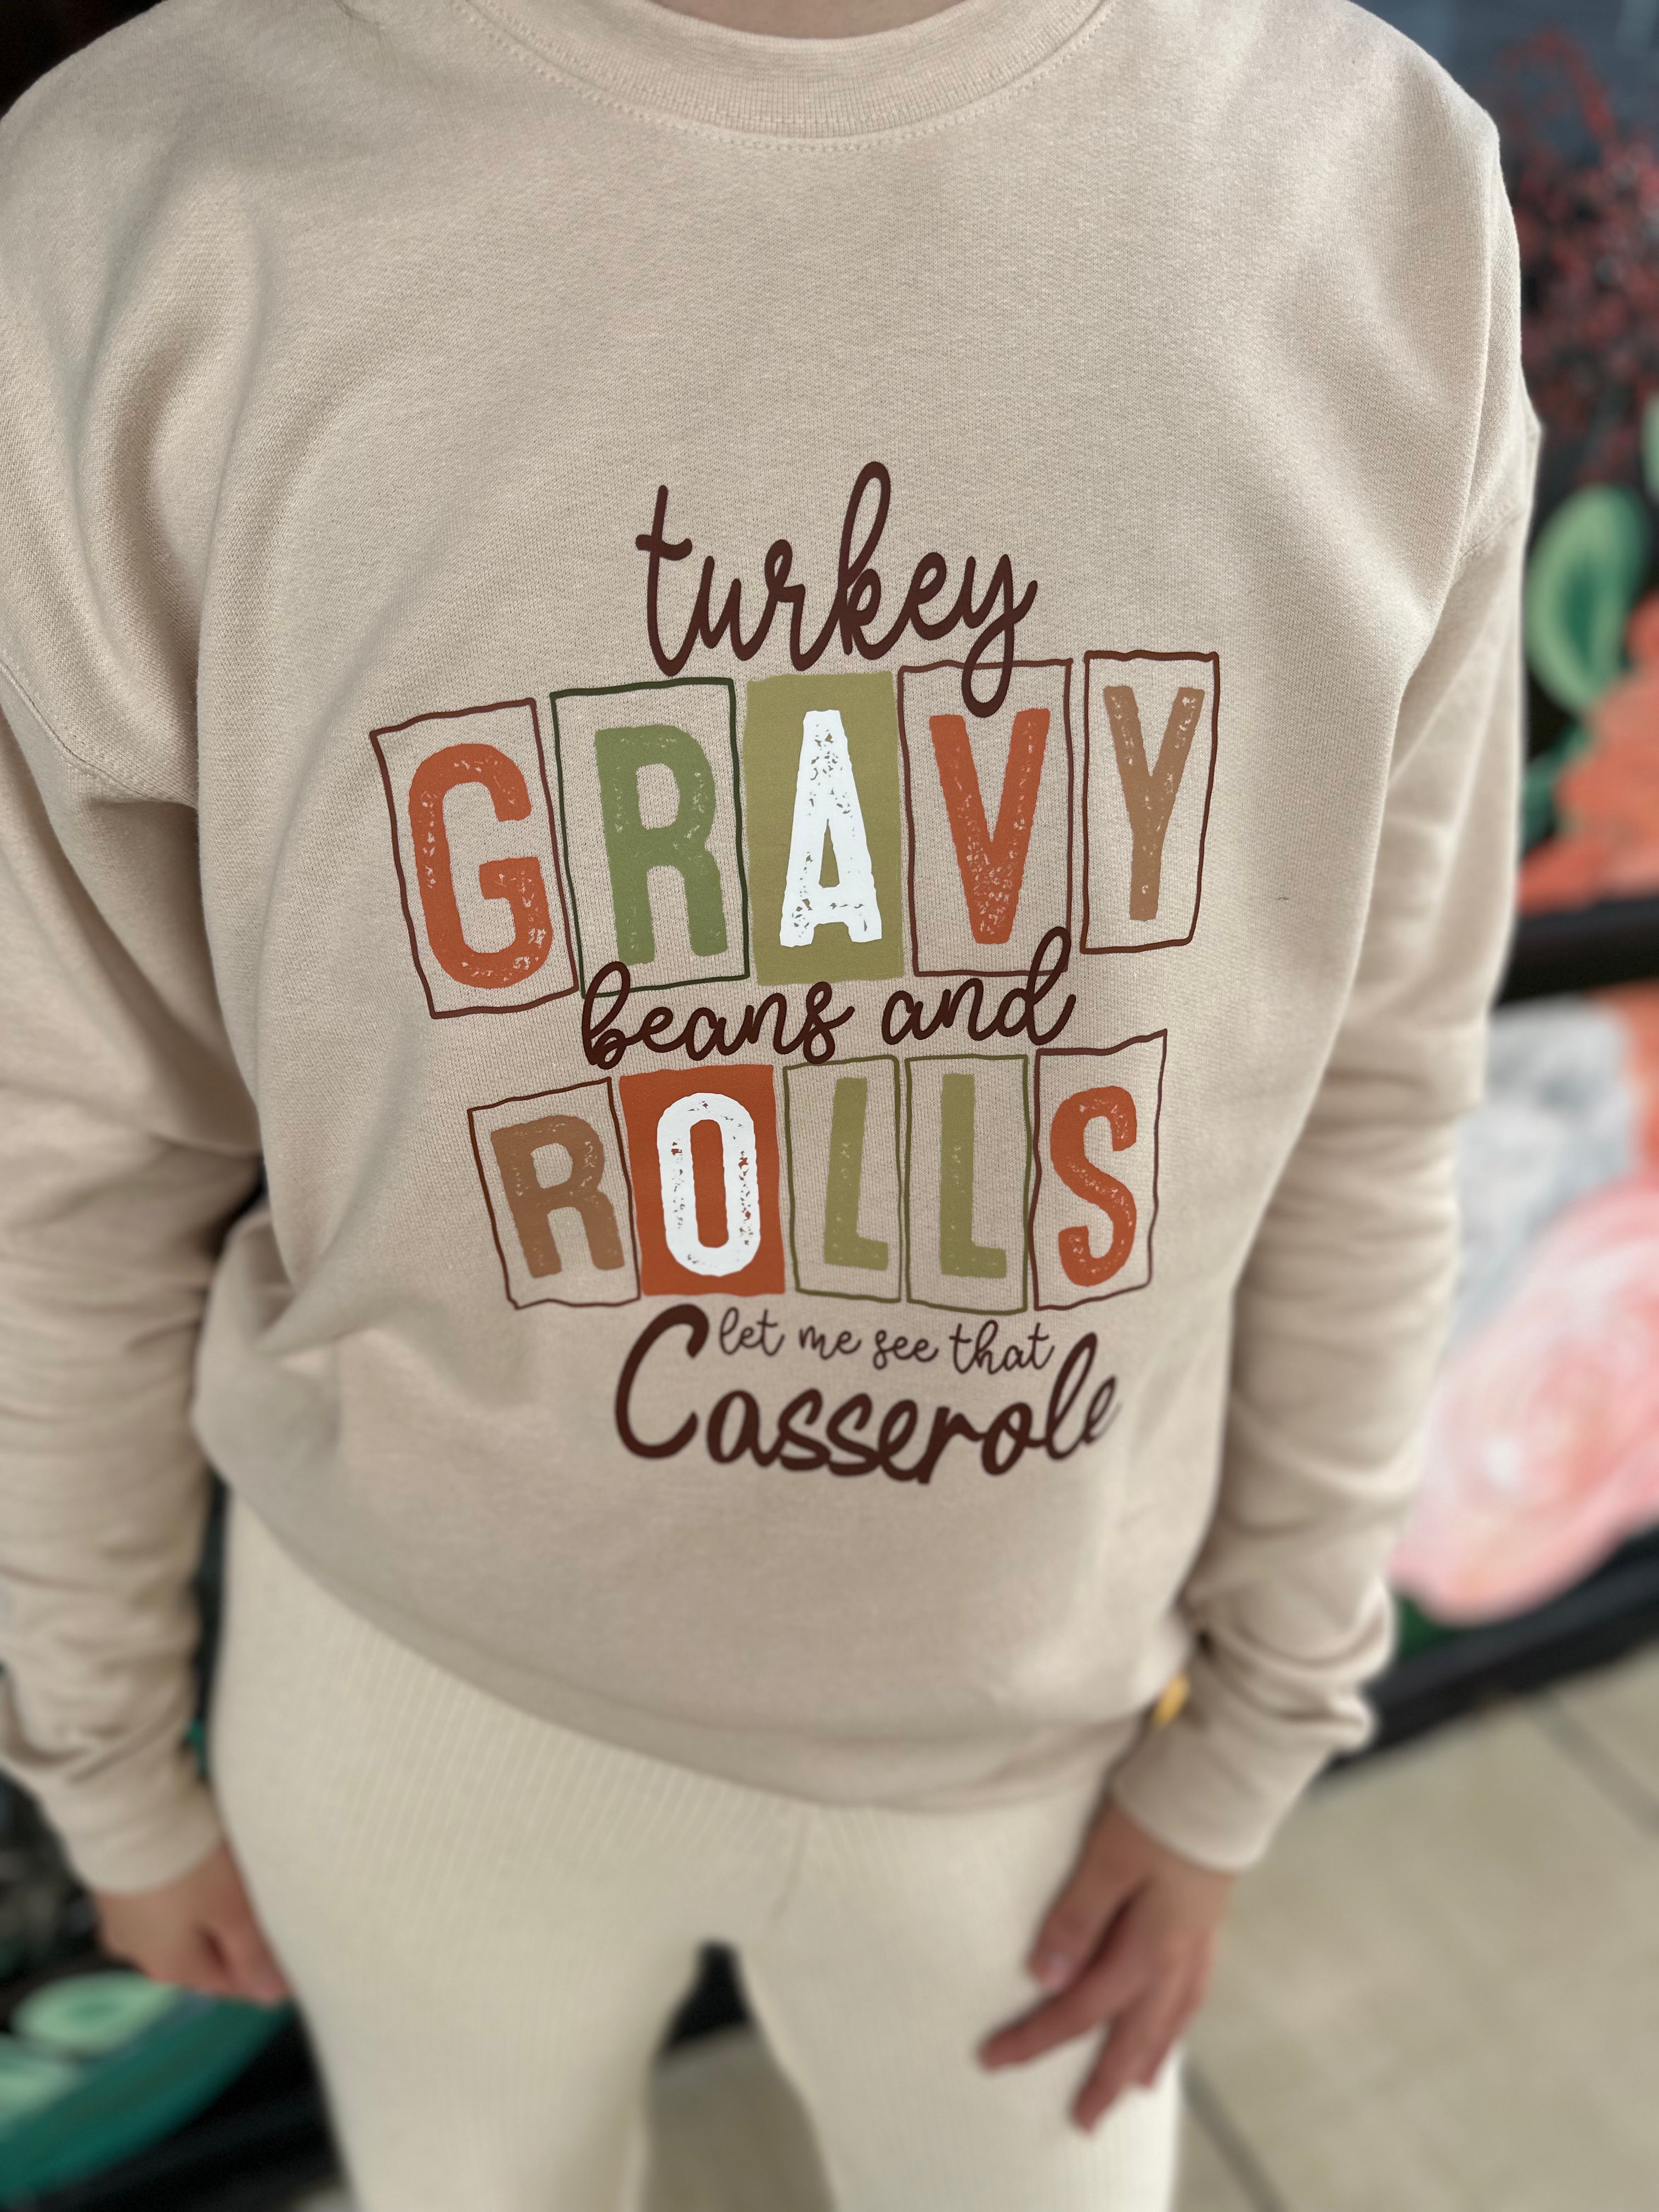 turkey
GRAVY
beans and
ROLLS
let me see that
Casserole